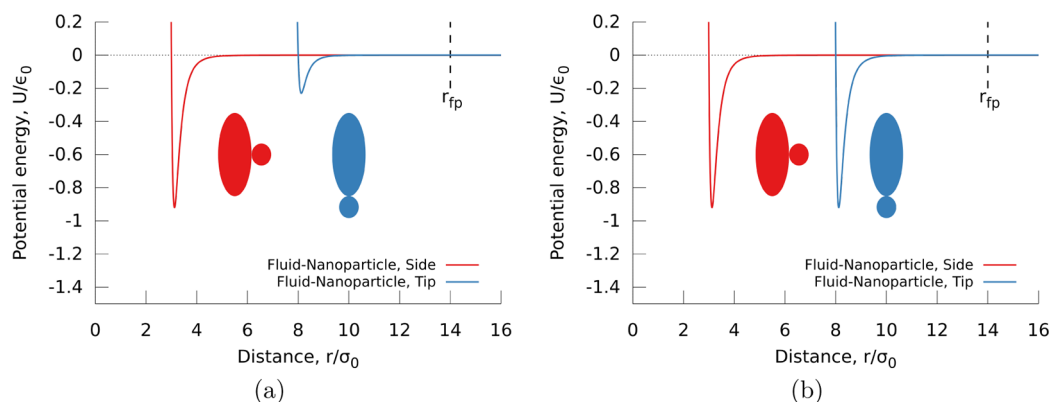 Potential energy, U/ϵ₀
0.2
0
-0.2
-0.4
-0.6
-0.8
-1
-1.2
-1.4
r_fp
Fluid-Nanoparticle, Side
Fluid-Nanoparticle, Tip
0 2 4 6 8 10 12 14 16
Distance, r/σ₀
(a)
Potential energy, U/ϵ₀
0.2
0
-0.2
-0.4
-0.6
-0.8
-1
-1.2
-1.4
r_fp
Fluid-Nanoparticle, Side
Fluid-Nanoparticle, Tip
0 2 4 6 8 10 12 14 16
Distance, r/σ₀
(b)